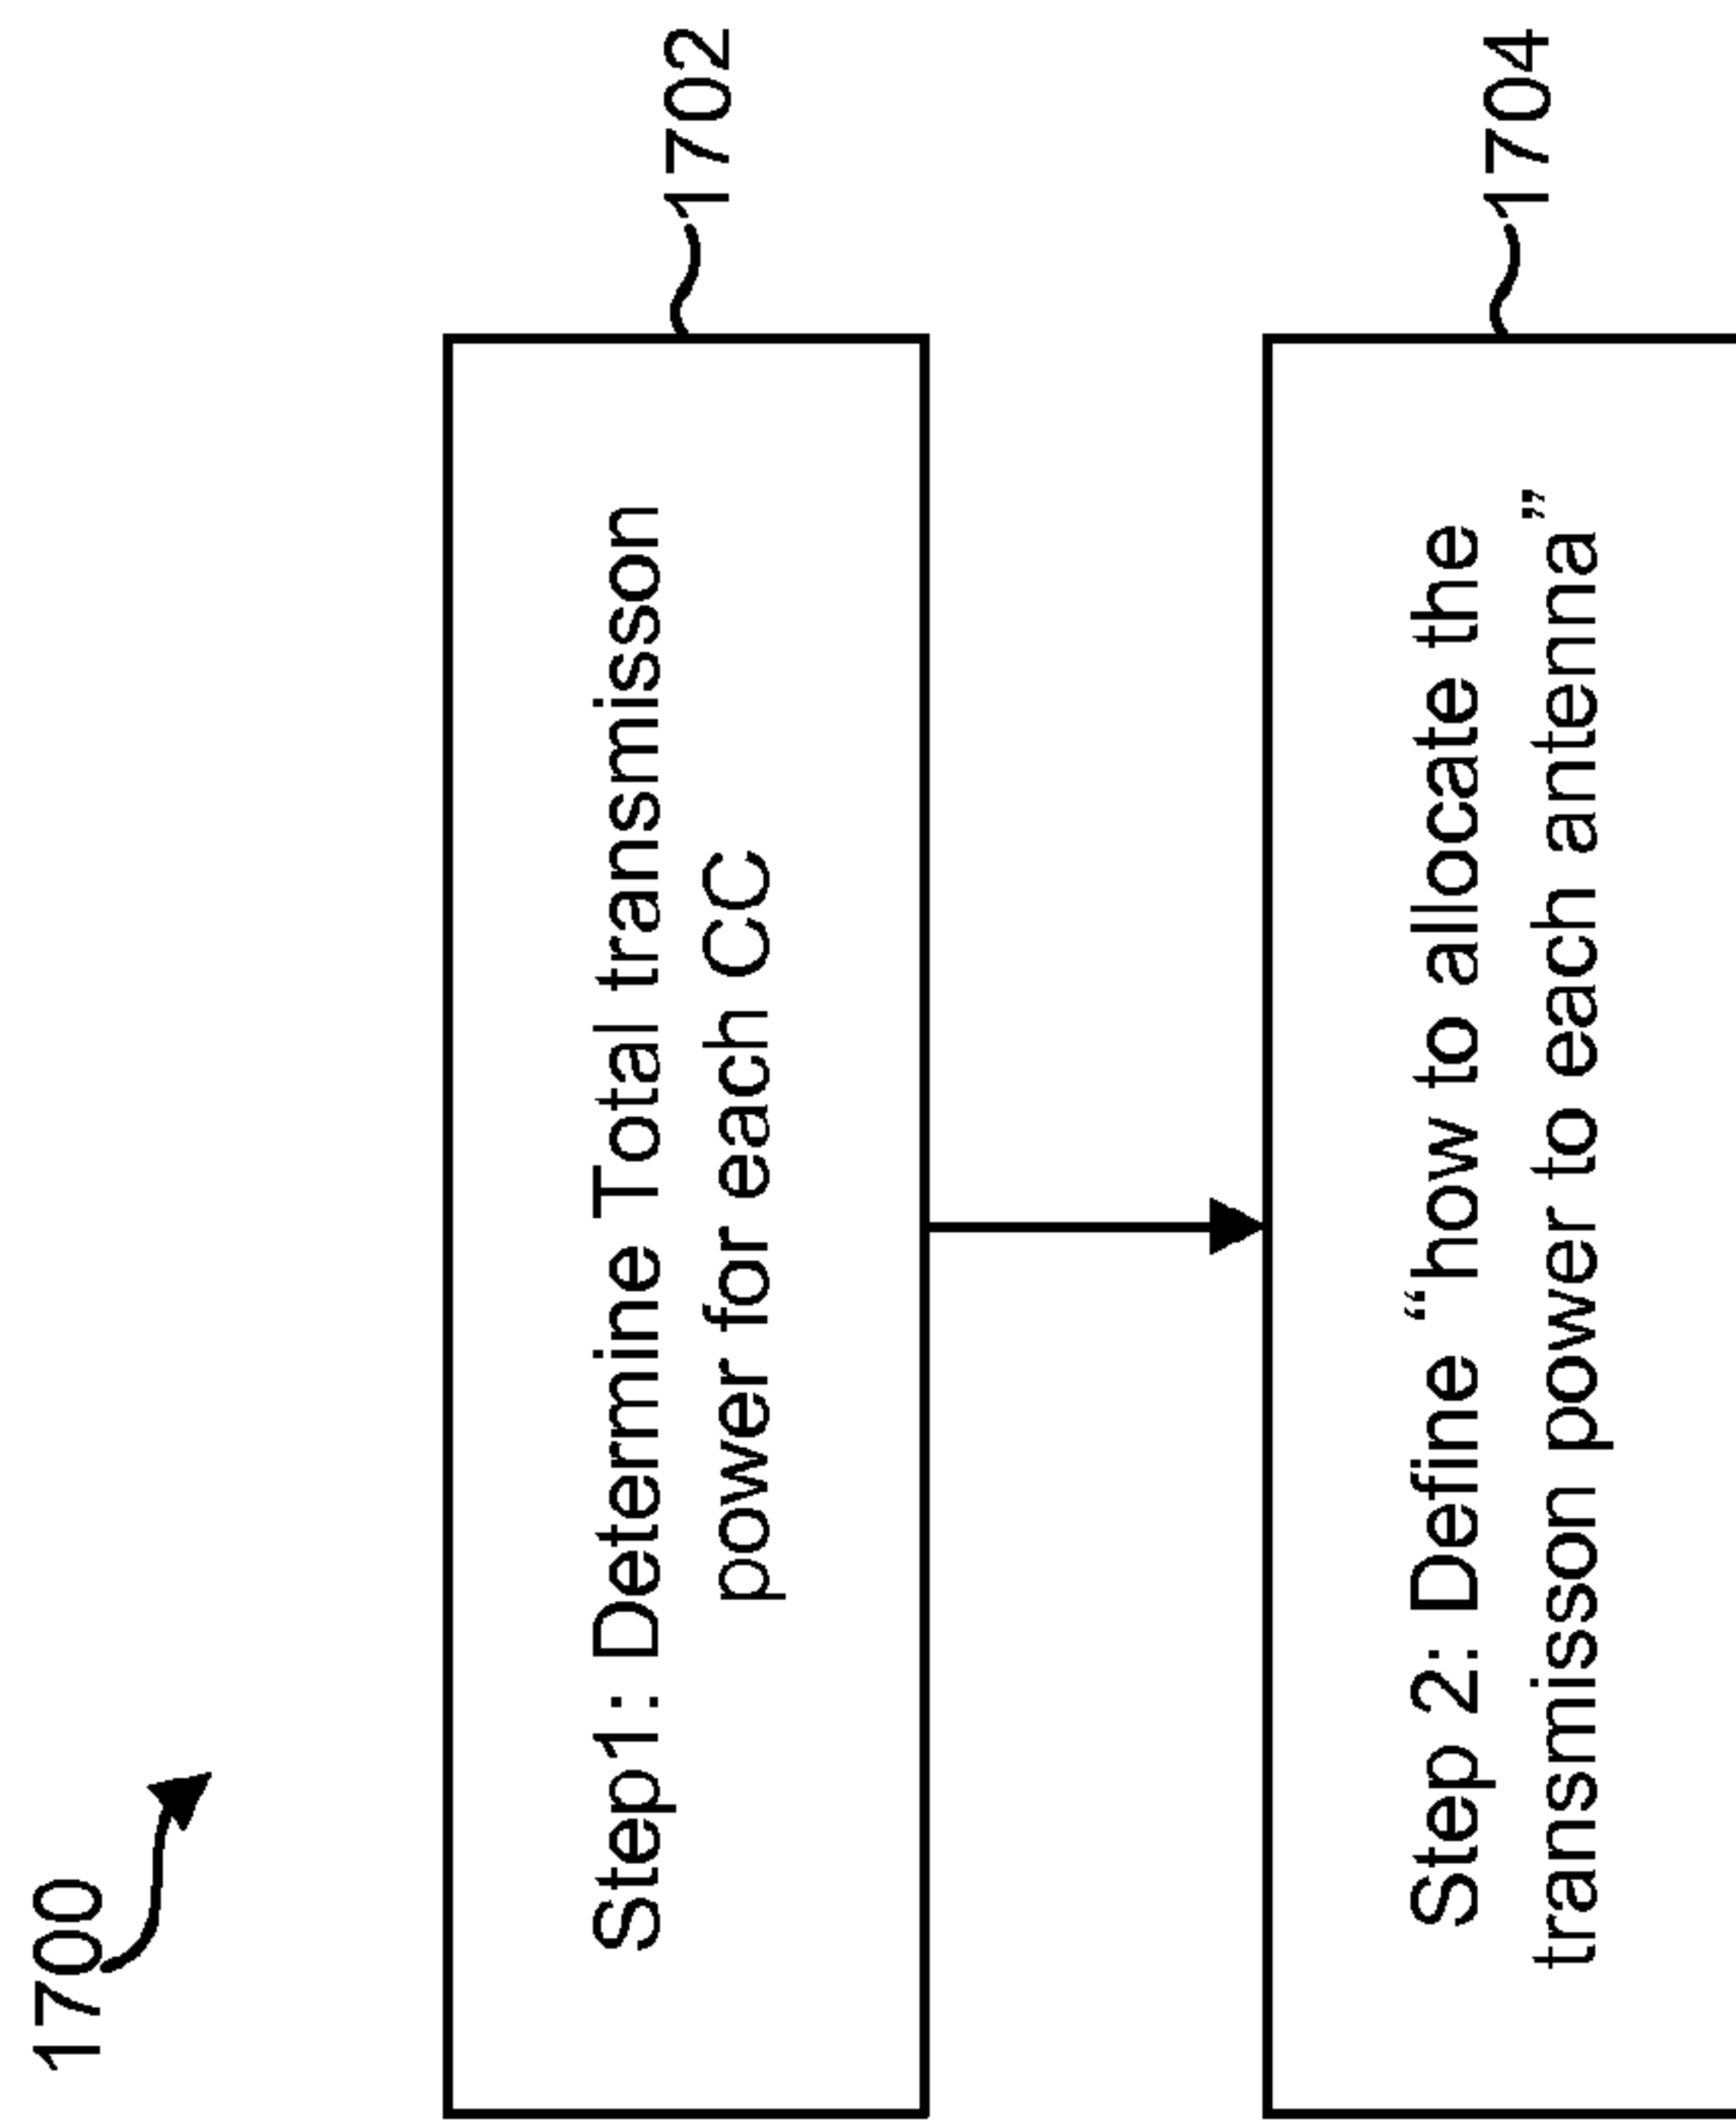 1700
Step1: Determine Total transmisson
power for each CC
1702
Step 2: Define “how to allocate the
transmisson power to each antenna”
1704